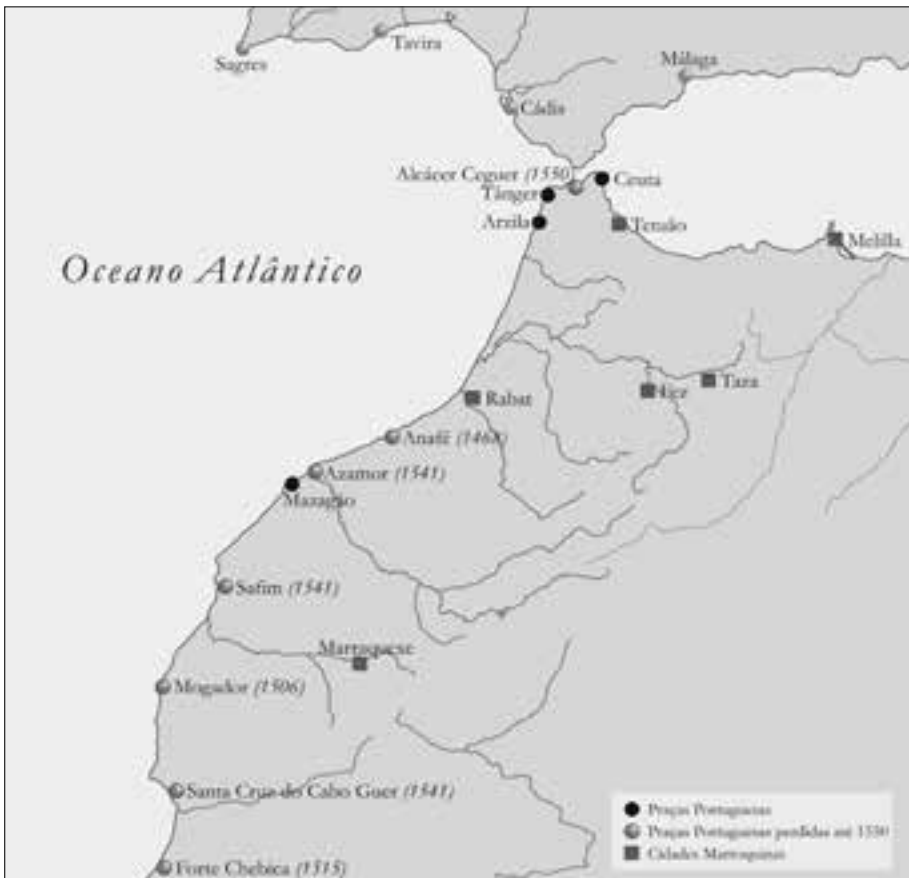 Sagres
Tavira
Málaga
Cádis
Alcácer Ceguer (1550)
Ceuta
Tânger
Arzila
Tetuão
Melilla
Oceano Atlântico
Taza
Fez
Rabat
Anafé (1468)
Azamor (1541)
Mazagão
Safim (1541)
Marraquexe
Mogador (1506)
Santa Cruz do Cabo Guer (1541)
Forte Chebica (1515)
Praças Portuguesas
Praças Portuguesas perdidas até 1550
Cidades Marroquinas